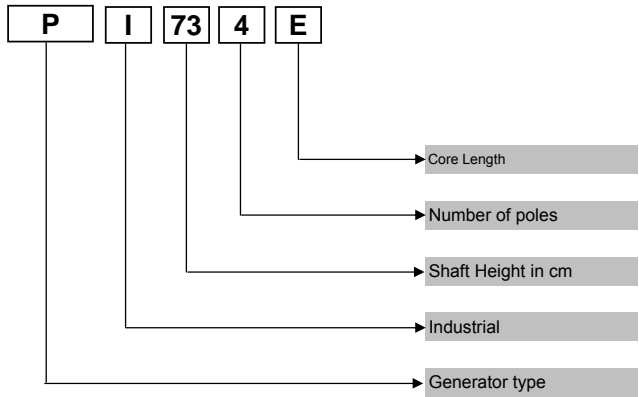 P I 73 4 E
Core Length
Number of poles
Shaft Height in cm
Industrial
Generator type